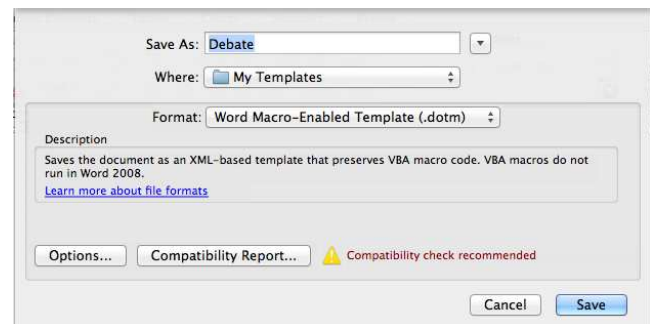 Save As: Debate
Where: My Templates
Format: Word Macro-Enabled Template (.dotm)
Description
Saves the document as an XML-based template that preserves VBA macro code. VBA macros do not
run in Word 2008.
Learn more about file formats
Options... Compatibility Report... Compatibility check recommended
Cancel Save